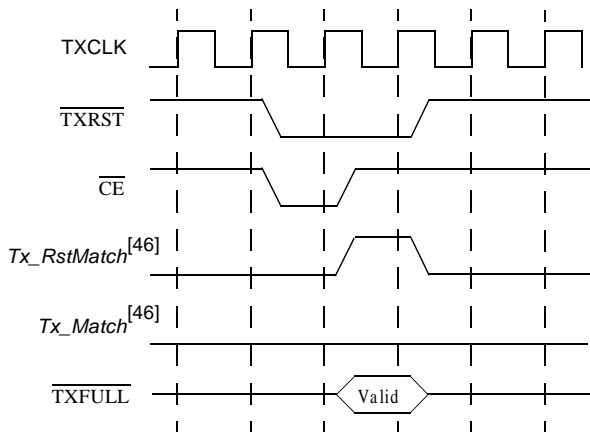 TXCLK
TXRST
CE
Tx_RstMatch[46]
Tx_Match[46]
TXFULL
Valid